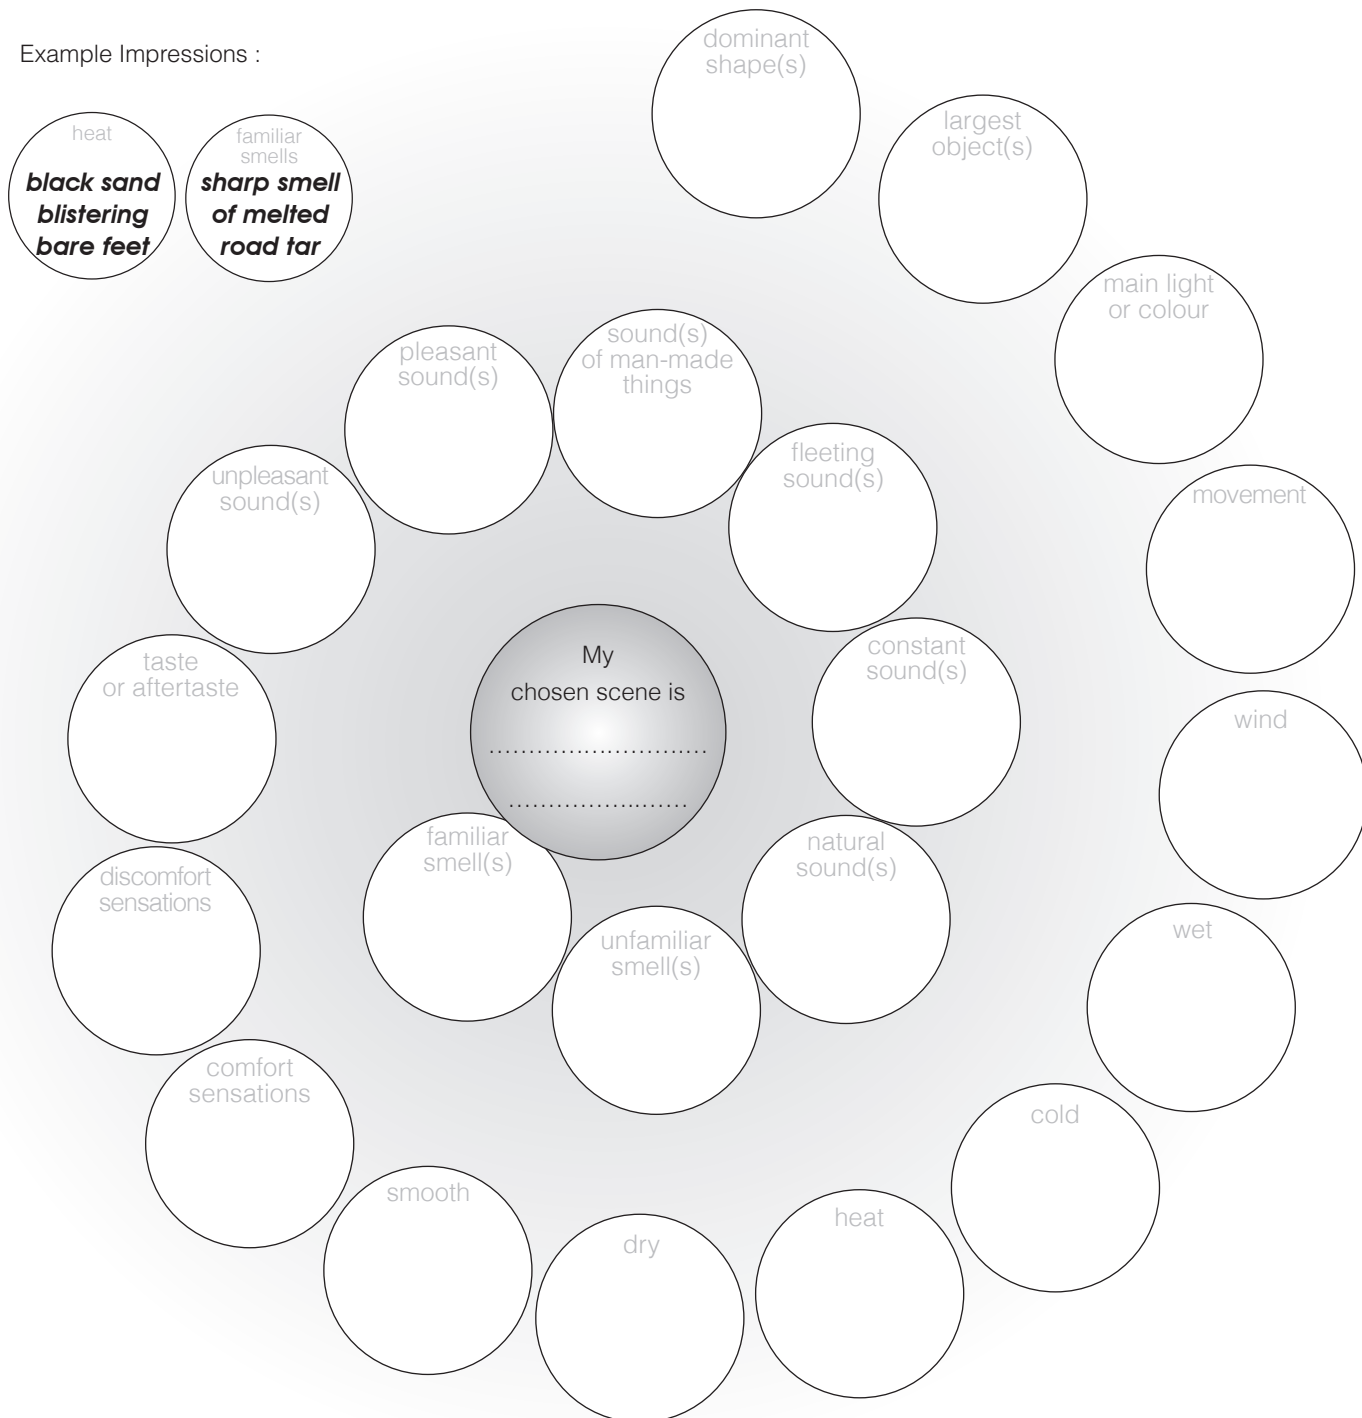 Example Impressions :
heat
black sand
blistering
bare feet
familiar
smells
sharp smell
of melted
road tar
dominant
shape(s)
largest
object(s)
main light
or colour
movement
wind
wet
cold
heat
dry
smooth
comfort
sensations
discomfort
sensations
taste
or aftertaste
unpleasant
sound(s)
pleasant
sound(s)
sound(s)
of man-made
things
fleeting
sound(s)
constant
sound(s)
natural
sound(s)
unfamiliar
smell(s)
familiar
smell(s)
My
chosen scene is
............................
.......................